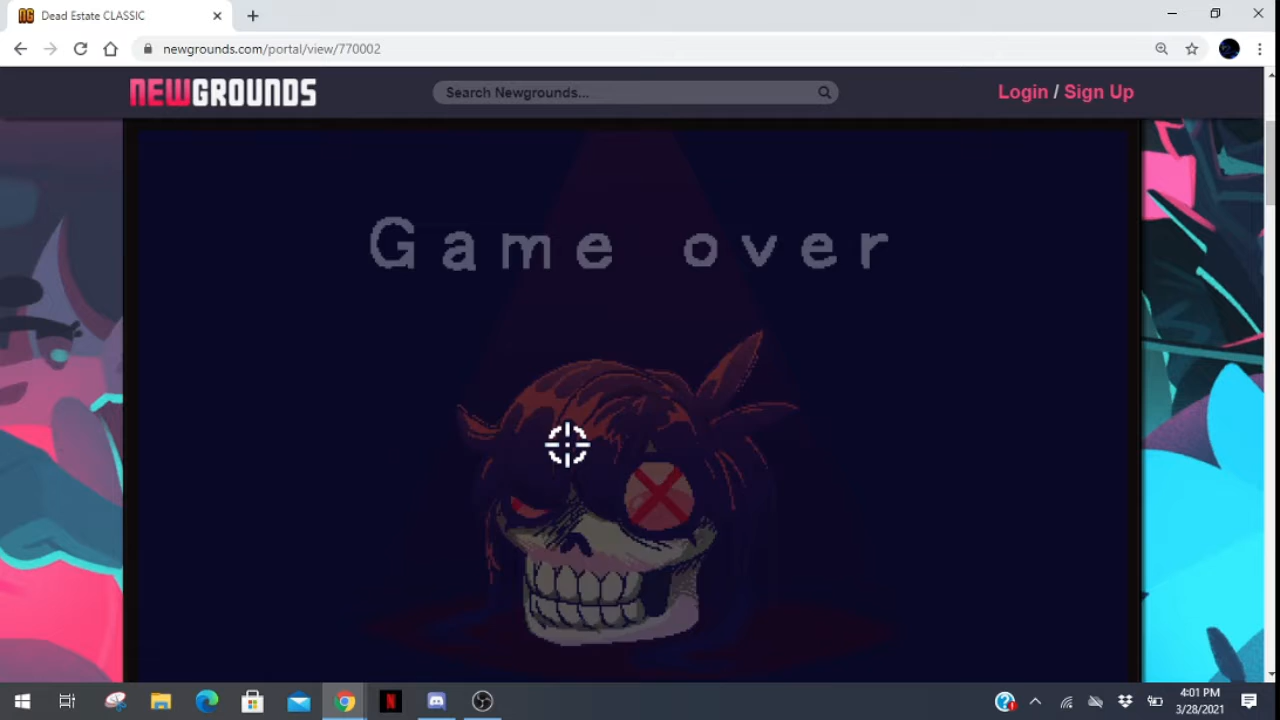 Dead Estate CLASSIC
newgrounds.com/portal/view/770002
NEWGROUNDS
Search Newgrounds...
Login / Sign Up
Game over
4:01 PM
3/28/2021